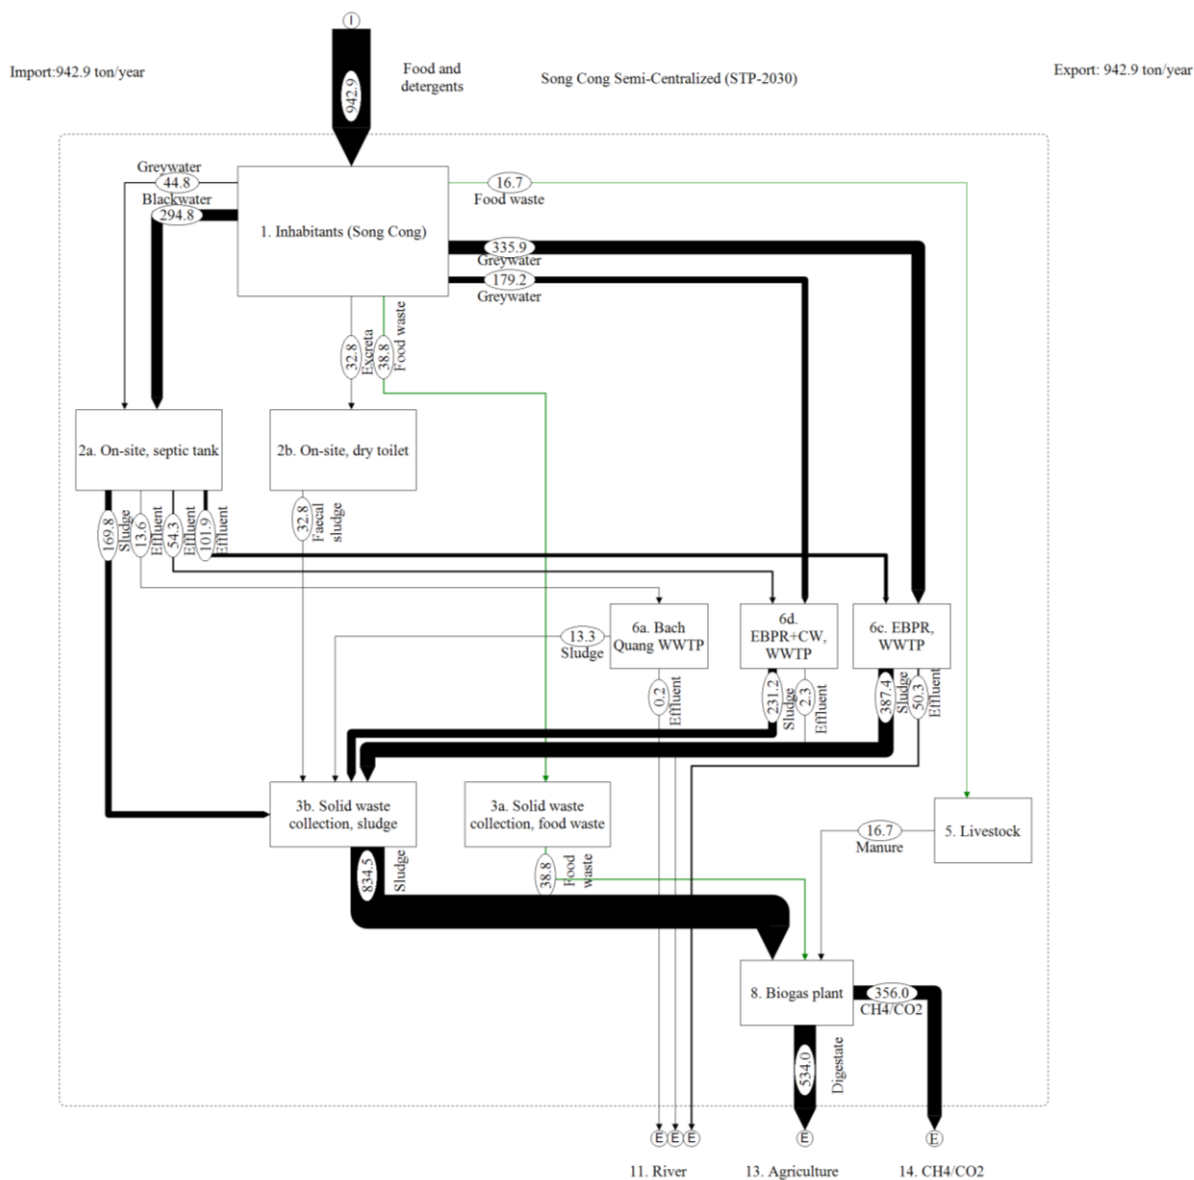 I
Import:942.9 ton/year
Food and
detergents
Song Cong Semi-Centralized (STP-2030)
Export: 942.9 ton/year
942.9
Greywater
44.8
Blackwater
294.8
1. Inhabitants (Song Cong)
16.7
Food waste
335.9
Greywater
179.2
Greywater
32.8
Excreta
38.8
Food waste
2a. On-site, septic tank
2b. On-site, dry toilet
169.8
Sludge
13.6
Effluent
54.3
Effluent
101.9
Effluent
32.8
Faecal
sludge
6a. Bach
Quang WWTP
6d.
EBPR+CW,
WWTP
6c. EBPR,
WWTP
13.3
Sludge
0.2
Effluent
231.2
Sludge
2.3
Effluent
387.4
Sludge
50.3
Effluent
3b. Solid waste
collection, sludge
3a. Solid waste
collection, food waste
5. Livestock
16.7
Manure
834.5
Sludge
38.8
Food
waste
8. Biogas plant
356.0
CH4/CO2
534.0
Digestate
E E E
E
E
11. River
13. Agriculture
14. CH4/CO2